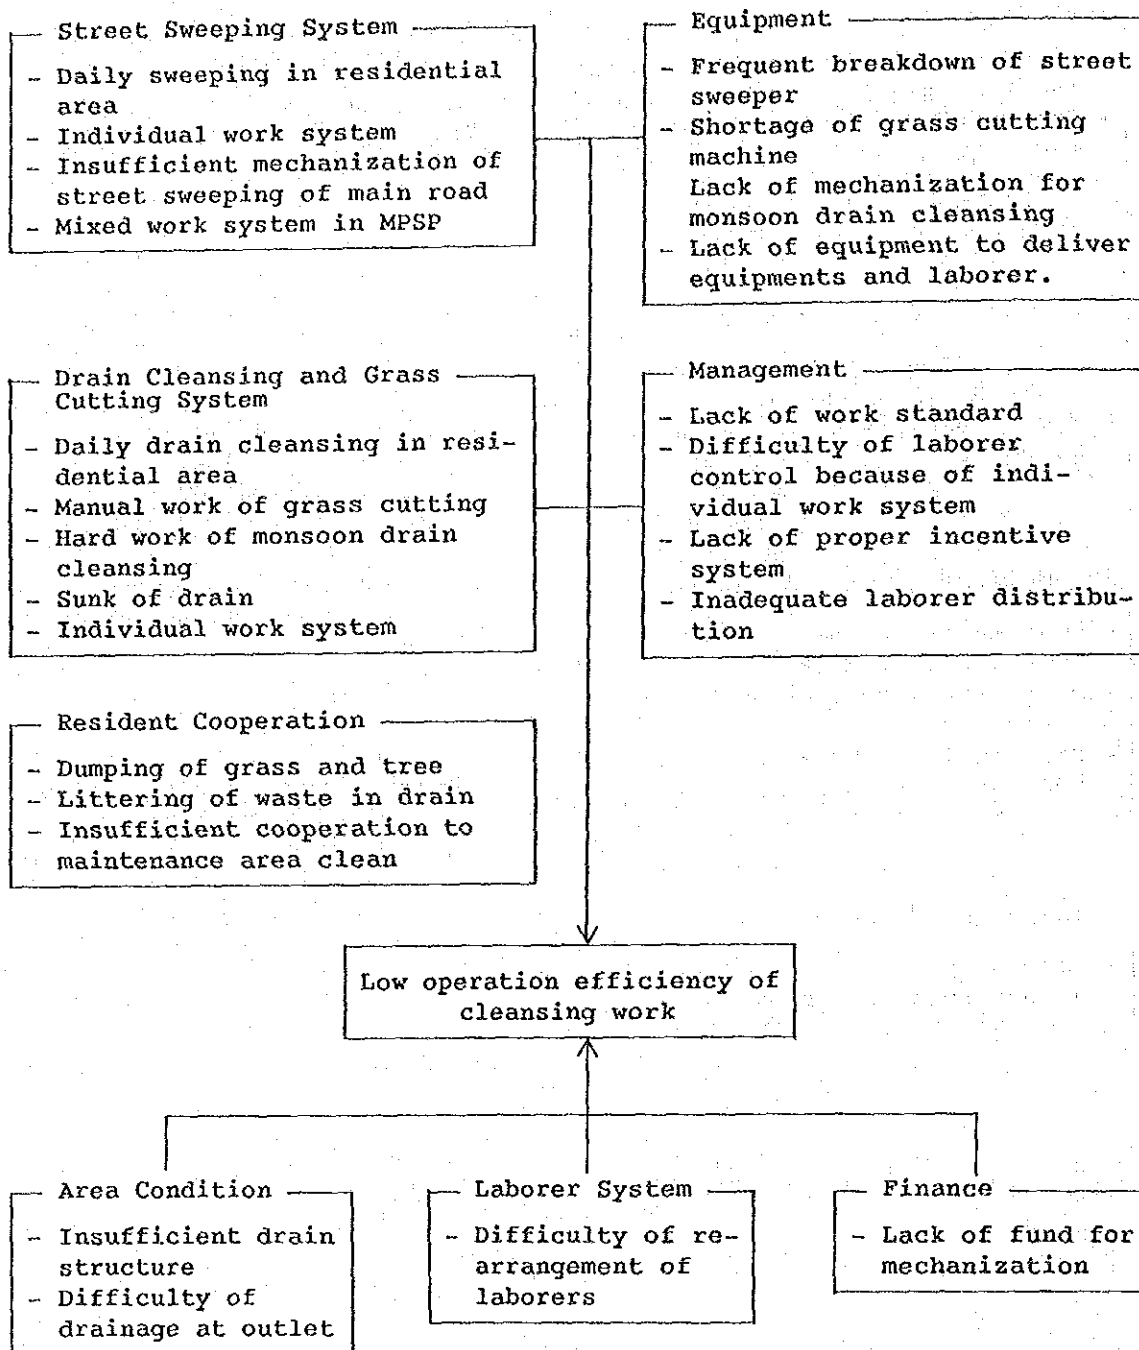 Street Sweeping System
- Daily sweeping in residential
area
- Individual work system
- Insufficient mechanization of
street sweeping of main road
- Mixed work system in MPSP
Equipment
- Frequent breakdown of street
sweeper
- Shortage of grass cutting
machine
Lack of mechanization for
monsoon drain cleansing
- Lack of equipment to deliver
equipments and laborer.
Drain Cleansing and Grass
Cutting System
- Daily drain cleansing in resi-
dential area
- Manual work of grass cutting
- Hard work of monsoon drain
cleansing
- Sunk of drain
- Individual work system
Management
- Lack of work standard
- Difficulty of laborer
control because of indi-
vidual work system
- Lack of proper incentive
system
- Inadequate laborer distribu-
tion
Resident Cooperation
- Dumping of grass and tree
- Littering of waste in drain
- Insufficient cooperation to
maintenance area clean
Low operation efficiency of
cleansing work
Area Condition
- Insufficient drain
structure
- Difficulty of
drainage at outlet
Laborer System
- Difficulty of re-
arrangement of
laborers
Finance
- Lack of fund for
mechanization